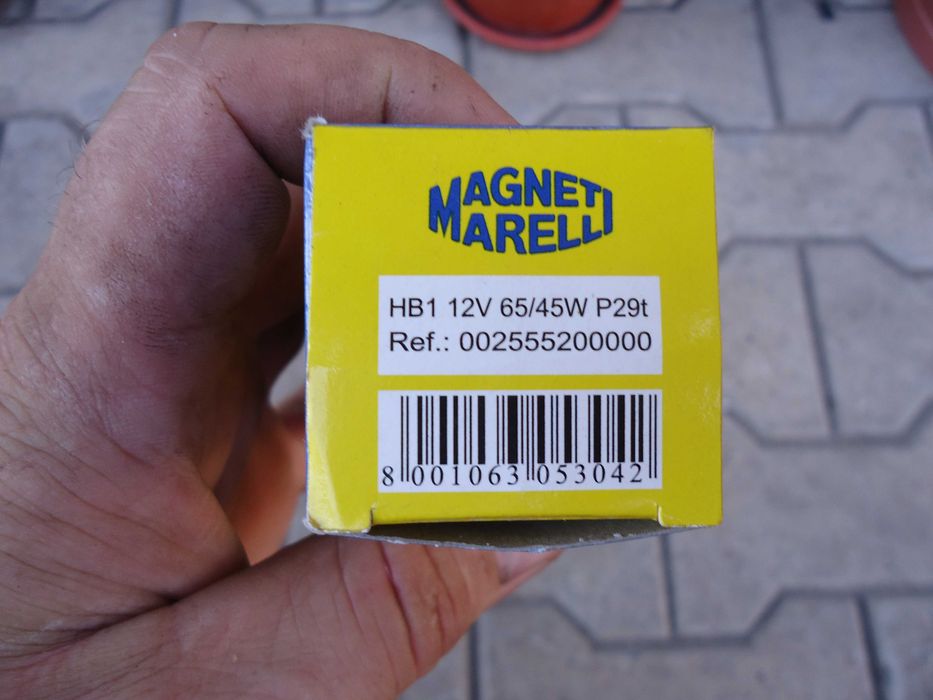 MAGNETI
MARELLI
HB1 12V 65/45W P29t
Ref.: 002555200000
8 001063 053042